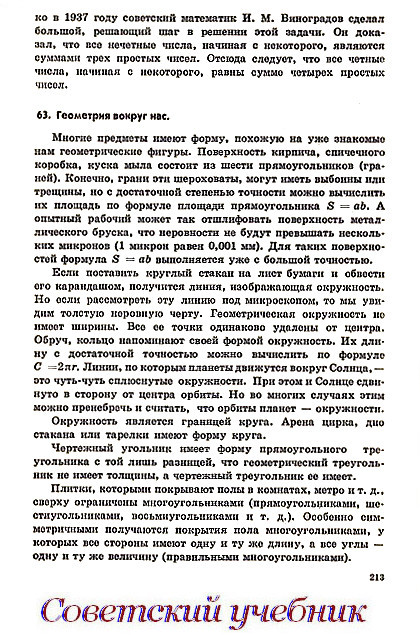 ко в 1937 году советский математик И. М. Виноградов сделал
большой, решающий шаг в решении этой задачи. Он дока-
зал, что все нечетные числа, начиная с некоторого, являются
суммами трех простых чисел. Отсюда следует, что все четные
числа, начиная с некоторого, равны сумме четырех простых
чисел.
63. Геометрия вокруг нас.
Многие предметы имеют форму, похожую на уже знакомые
нам геометрические фигуры. Поверхность кирпича, спичечного
коробка, куска мыла состоит из шести прямоугольников (гра-
ней). Конечно, грани эти шероховаты, могут иметь выбоины или
трещины, но с достаточной степенью точности можно вычислить
их площадь по формуле площади прямоугольника S = ab. А
опытный рабочий может так отшлифовать поверхность метал-
лического бруска, что неровности не будут превышать несколь-
ких микронов (1 микрон равен 0,001 мм). Для таких поверхно-
стей формула S = ab выполняется уже с большой точностью.
Если поставить круглый стакан на лист бумаги и обвести
его карандашом, получится линия, изображающая окружность.
Но если рассмотреть эту линию под микроскопом, то мы уви-
дим толстую неровную черту. Геометрическая окружность не
имеет ширины. Все ее точки одинаково удалены от центра.
Обруч, кольцо напоминают своей формой окружность. Их дли-
ну с достаточной точностью можно вычислить по формуле
C =2πr. Линии, по которым планеты движутся вокруг Солнца,—
это чуть-чуть сплюснутые окружности. При этом и Солнце сдви-
нуто в сторону от центра орбиты. Но во многих случаях этим
можно пренебречь и считать, что орбиты планет — окружности.
Окружность является границей круга. Арена цирка, дно
стакана или тарелки имеют форму круга.
Чертежный угольник имеет форму прямоугольного тре-
угольника с той лишь разницей, что геометрический треуголь-
ник не имеет толщины, а чертежный треугольник ее имеет.
Плитки, которыми покрывают полы в комнатах, метро и т. д.,
сверху ограничены многоугольниками (прямоугольниками, ше-
стиугольниками, восьмиугольниками и т. д.). Особенно сим-
метричными получаются покрытия пола многоугольниками, у
которых все стороны имеют одну и ту же длину, а все углы —
одну и ту же величину (правильными многоугольниками).
213
Советский учебник